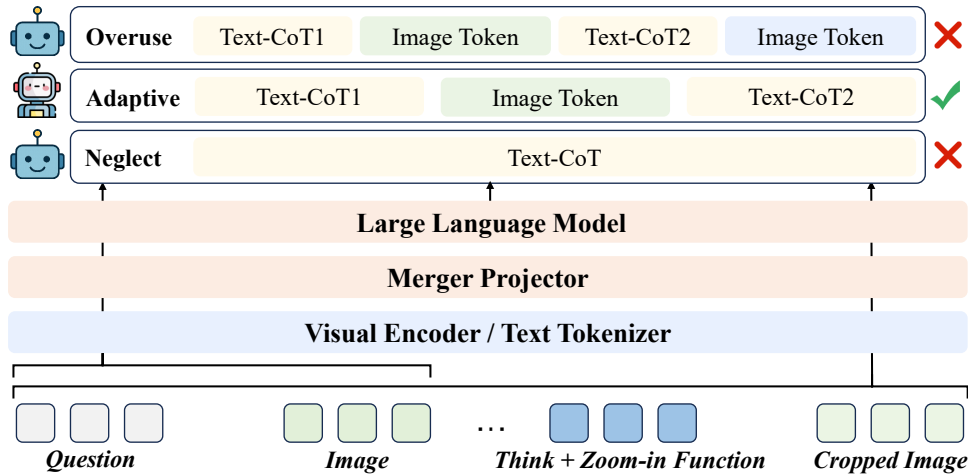 Overuse Text-CoT1 Image Token Text-CoT2 Image Token
Adaptive Text-CoT1 Image Token Text-CoT2
Neglect Text-CoT
Large Language Model
Merger Projector
Visual Encoder / Text Tokenizer
...
Question Image Think + Zoom-in Function Cropped Image